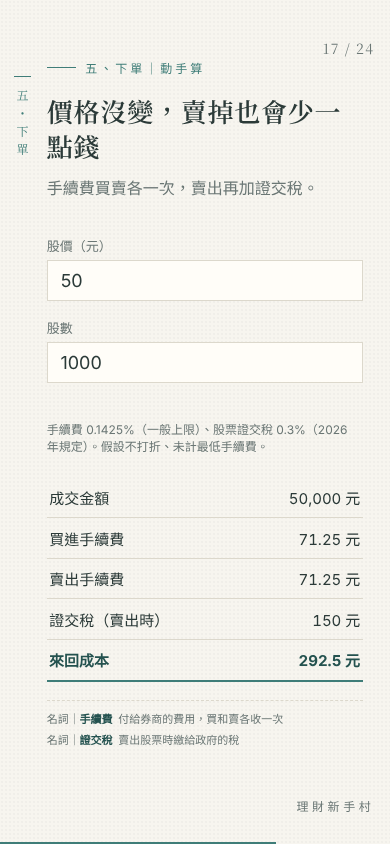 17 / 24
五、下單｜動手算
五・下單
價格沒變，賣掉也會少一
點錢
手續費買賣各一次，賣出再加證交稅。
股價（元）
50
股數
1000
手續費 0.1425%（一般上限）、股票證交稅 0.3%（2026
年規定）。假設不打折、未計最低手續費。
成交金額 50,000 元
買進手續費 71.25 元
賣出手續費 71.25 元
證交稅（賣出時） 150 元
來回成本 292.5 元
名詞｜手續費 付給券商的費用，買和賣各收一次
名詞｜證交稅 賣出股票時繳給政府的稅
理財新手村